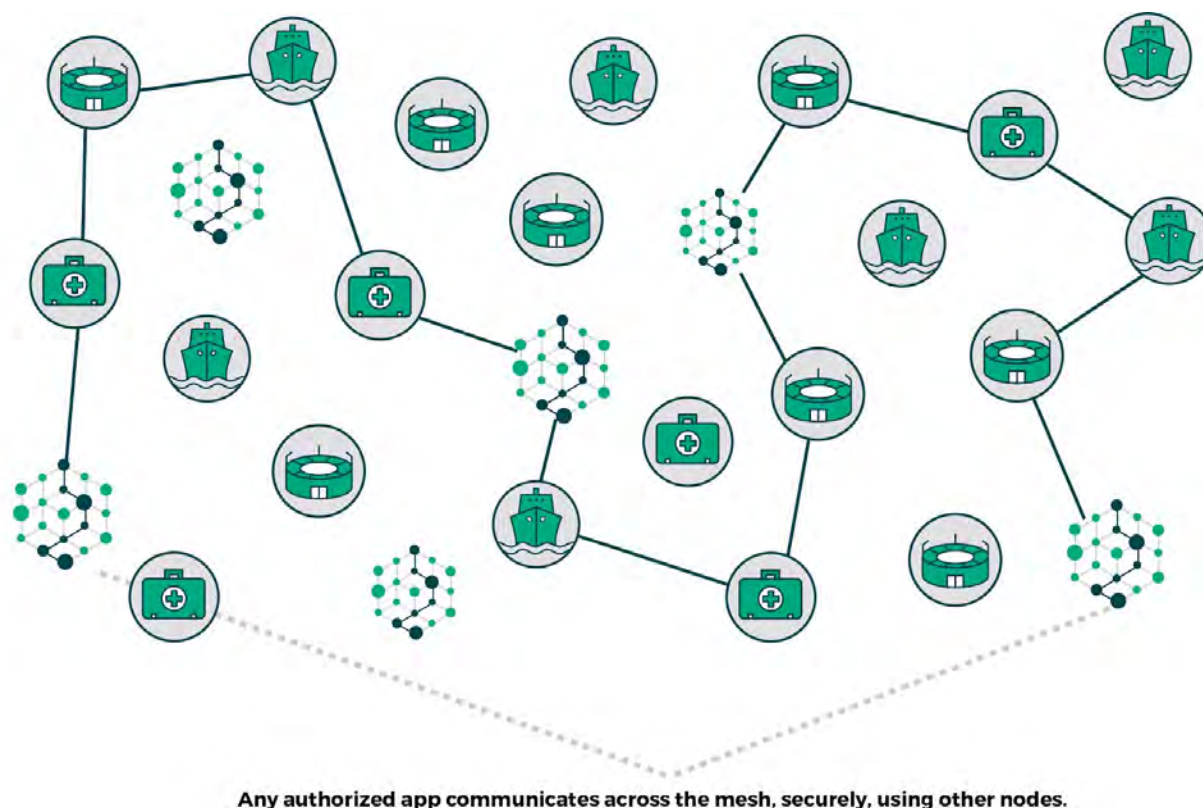 Any authorized app communicates across the mesh, securely, using other nodes.